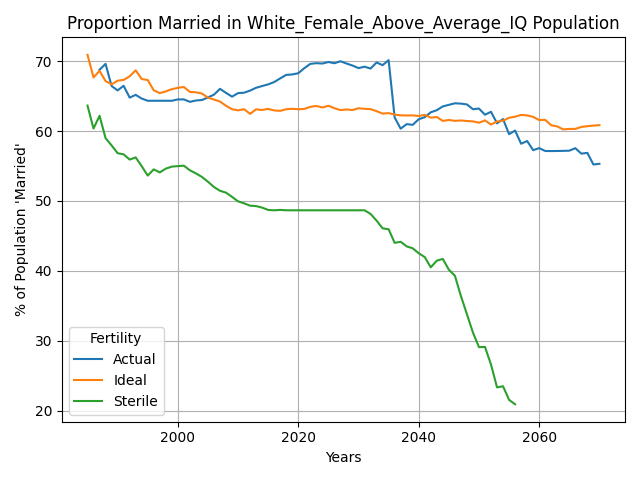 Proportion Married in White_Female_Above_Average_IQ Population
% of Population 'Married'
70
60
50
40
30
20
Fertility
Actual
Ideal
Sterile
2000 2020 2040 2060
Years